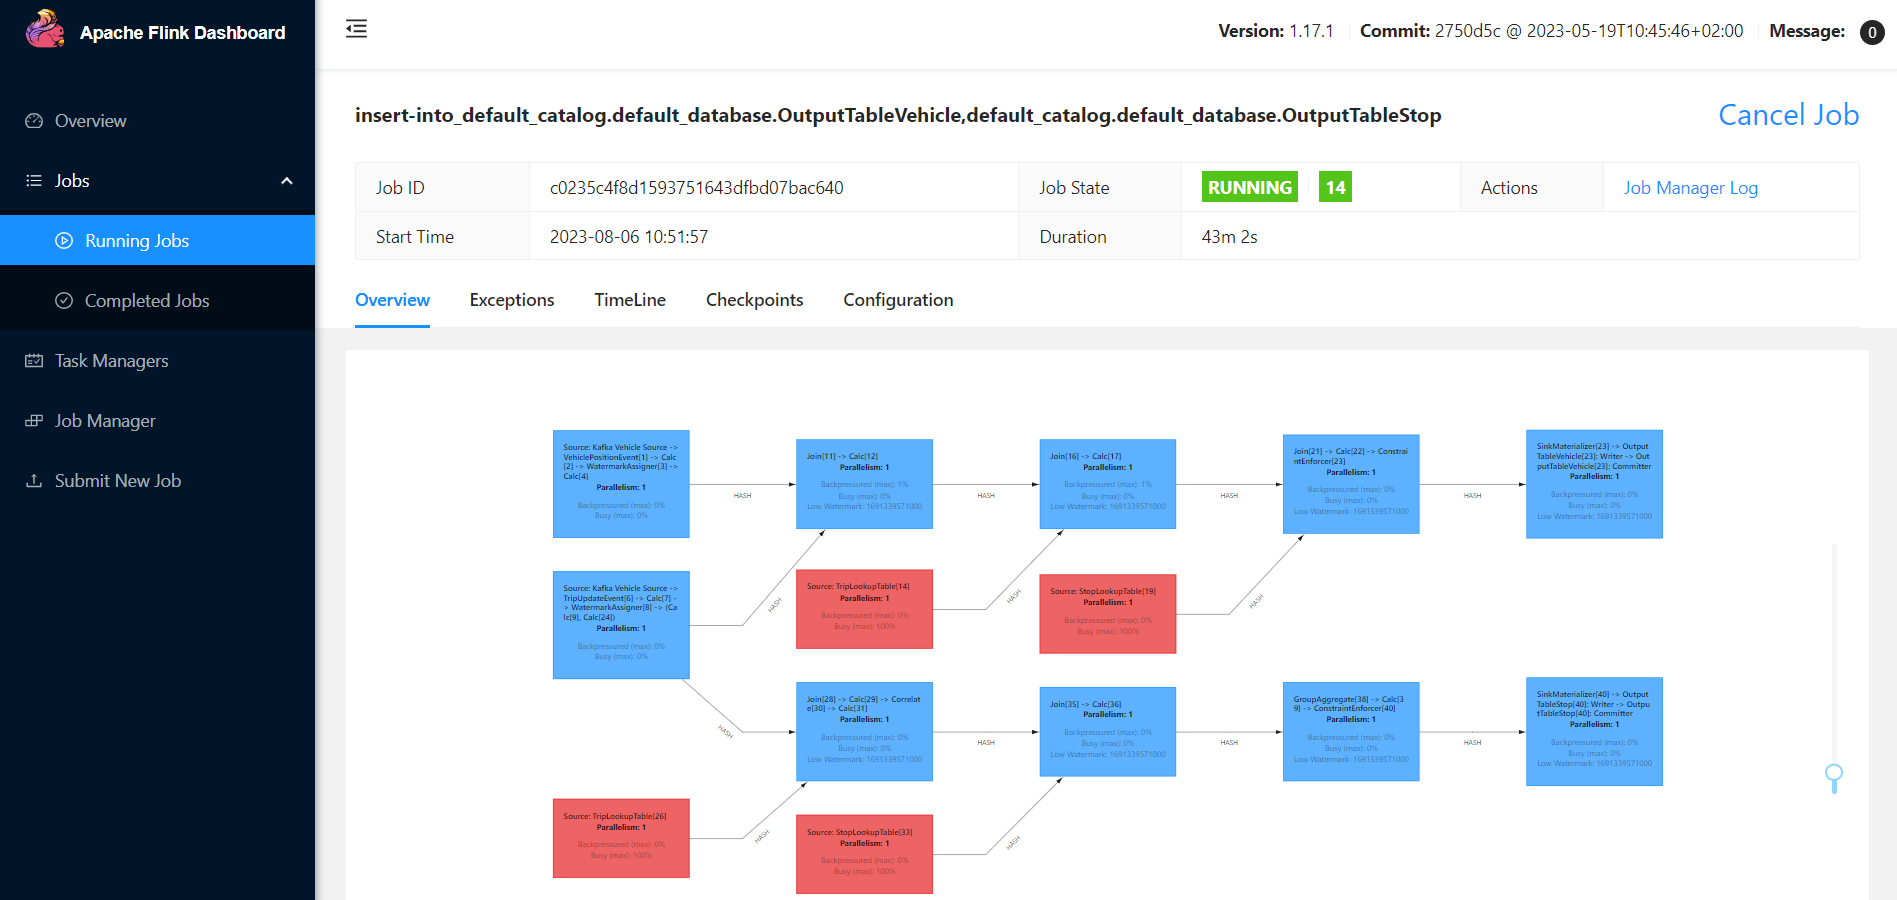 Apache Flink Dashboard
Version: 1.17.1 Commit: 2750d5c @ 2023-05-19T10:45:46+02:00 Message: 0
Overview
Jobs
Running Jobs
Completed Jobs
Task Managers
Job Manager
Submit New Job
insert-into_default_catalog.default_database.OutputTableVehicle,default_catalog.default_database.OutputTableStop
Cancel Job
Job ID c0235c4f8d1593751643dfbd07bac640 Job State RUNNING 14 Actions Job Manager Log
Start Time 2023-08-06 10:51:57 Duration 43m 2s
Overview Exceptions TimeLine Checkpoints Configuration
Source: Kafka Vehicle Source ->
VehiclePositionEvent[1] -> Calc
[2] -> WatermarkAssigner[3] ->
Calc[4]
Parallelism: 1
Backpressured (max): 0%
Busy (max): 0%
HASH
Join[11] -> Calc[12]
Parallelism: 1
Backpressured (max): 1%
Busy (max): 0%
Low Watermark: 1691339571000
HASH
Join[16] -> Calc[17]
Parallelism: 1
Backpressured (max): 1%
Busy (max): 0%
Low Watermark: 1691339571000
HASH
Join[21] -> Calc[22] -> Constrai
ntEnforcer[23]
Parallelism: 1
Backpressured (max): 0%
Busy (max): 0%
Low Watermark: 1691339571000
HASH
SinkMaterializer[23] -> Output
TableVehicle[23]: Writer -> Out
putTableVehicle[23]: Committer
Parallelism: 1
Backpressured (max): 0%
Busy (max): 0%
Low Watermark: 1691339571000
Source: Kafka Vehicle Source ->
TripUpdateEvent[6] -> Calc[7] -
> WatermarkAssigner[8] -> (Ca
lc[9], Calc[24])
Parallelism: 1
Backpressured (max): 0%
Busy (max): 0%
HASH
Source: TripLookupTable[14]
Parallelism: 1
Backpressured (max): 0%
Busy (max): 100%
HASH
Source: StopLookupTable[19]
Parallelism: 1
Backpressured (max): 0%
Busy (max): 100%
HASH
HASH
Join[28] -> Calc[29] -> Correlat
e[30] -> Calc[31]
Parallelism: 1
Backpressured (max): 0%
Busy (max): 0%
Low Watermark: 1691339571000
HASH
Join[35] -> Calc[36]
Parallelism: 1
Backpressured (max): 0%
Busy (max): 0%
Low Watermark: 1691339571000
HASH
GroupAggregate[38] -> Calc[3
9] -> ConstraintEnforcer[40]
Parallelism: 1
Backpressured (max): 0%
Busy (max): 0%
Low Watermark: 1691339571000
HASH
SinkMaterializer[40] -> Output
TableStop[40]: Writer -> Outpu
tTableStop[40]: Committer
Parallelism: 1
Backpressured (max): 0%
Busy (max): 0%
Low Watermark: 1691339571000
Source: TripLookupTable[26]
Parallelism: 1
Backpressured (max): 0%
Busy (max): 100%
HASH
Source: StopLookupTable[33]
Parallelism: 1
Backpressured (max): 0%
Busy (max): 100%
HASH